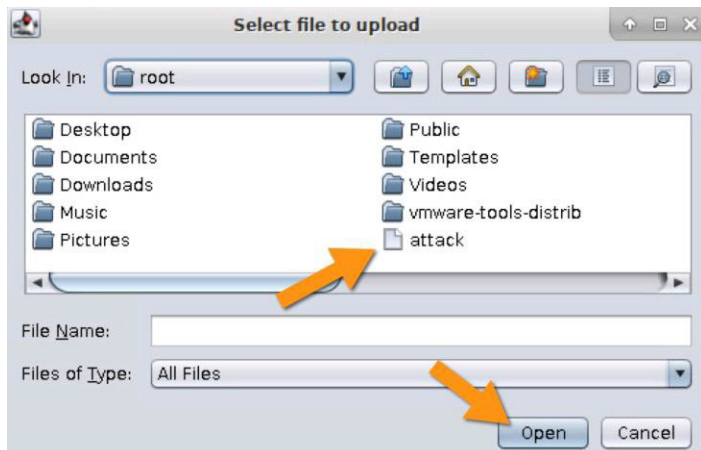 Select file to upload
Look In: root
Desktop
Documents
Downloads
Music
Pictures
Public
Templates
Videos
vmware-tools-distrib
attack
File Name:
Files of Type: All Files
Open Cancel